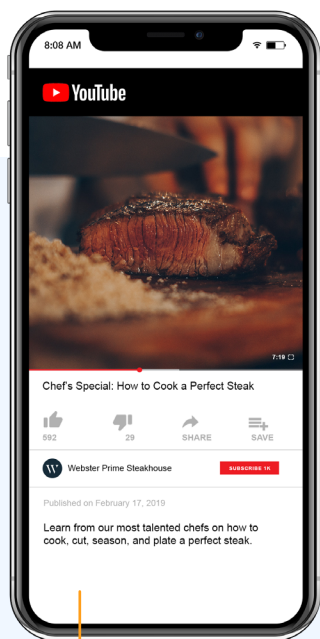 8:08 AM
YouTube
7:19
Chef's Special: How to Cook a Perfect Steak
592
29
SHARE
SAVE
W
Webster Prime Steakhouse
SUBSCRIBE 1K
Published on February 17, 2019
Learn from our most talented chefs on how to
cook, cut, season, and plate a perfect steak.